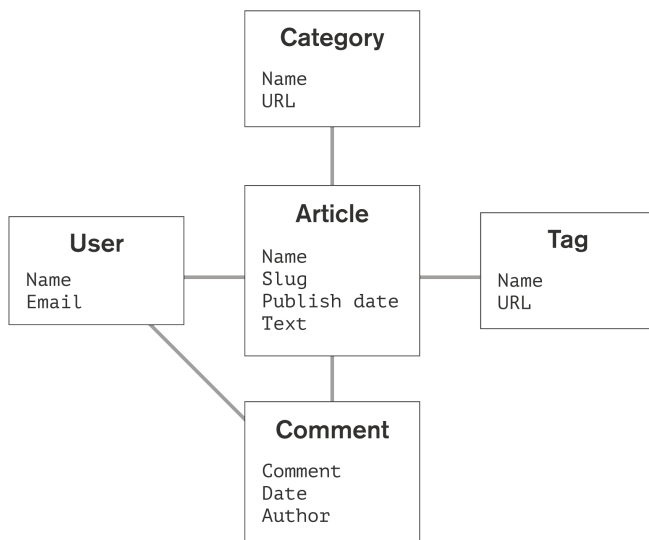 Category
Name
URL
User
Name
Email
Article
Name
Slug
Publish date
Text
Tag
Name
URL
Comment
Comment
Date
Author